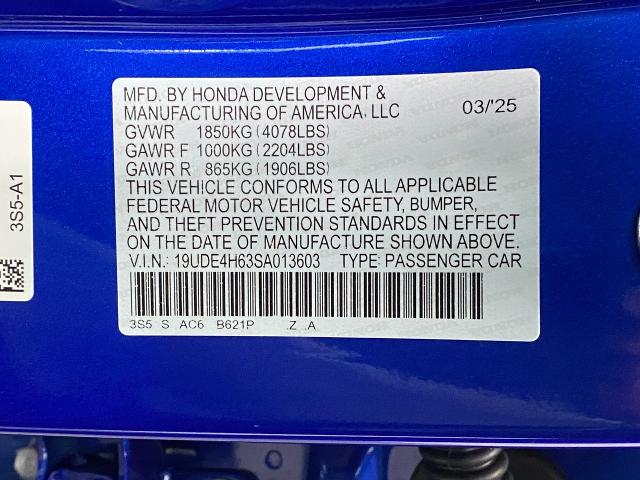 MFD. BY HONDA DEVELOPMENT &
MANUFACTURING OF AMERICA, LLC 03/'25
GVWR 1850KG (4078LBS)
GAWR F 1000KG (2204LBS)
GAWR R 865KG (1906LBS)
THIS VEHICLE CONFORMS TO ALL APPLICABLE
FEDERAL MOTOR VEHICLE SAFETY, BUMPER,
AND THEFT PREVENTION STANDARDS IN EFFECT
ON THE DATE OF MANUFACTURE SHOWN ABOVE.
V.I.N.: 19UDE4H63SA013603 TYPE: PASSENGER CAR
3S5 S AC6 B621P .Z .A
3S5-A1